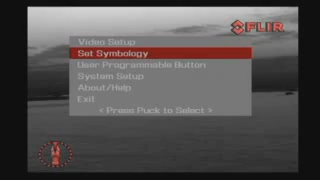 FLIR
Video Setup
Set Symbology
User Programmable Button
System Setup
About/Help
Exit
< Press Puck to Select >